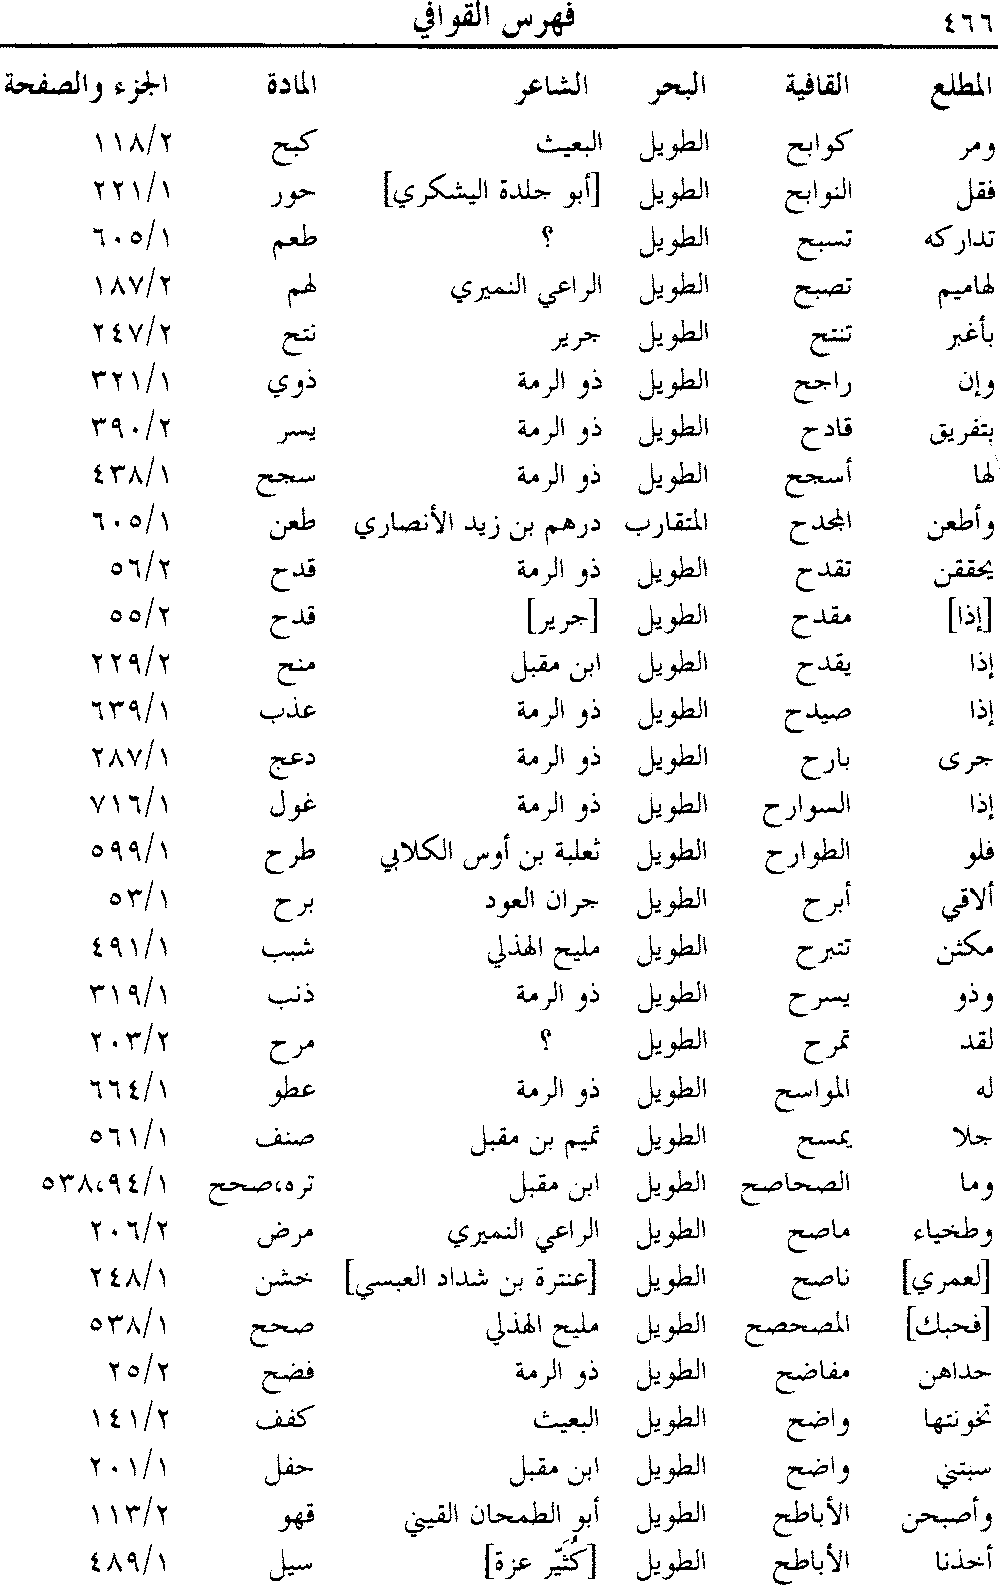 ٤٦٦ فهرس القوافي
المطلع القافية البحر الشاعر المادة الجزء والصفحة
ومر كوابح الطويل البعيث كبح ١١٨/٢
فقل النوابح الطويل [أبو جلدة اليشكري] حور ٢٢١/١
تداركه تسبح الطويل ؟ طعم ٦٠٥/١
لهاميم تصبح الطويل الراعي النميري لهم ١٨٧/٢
بأغبر تنتح الطويل جرير نتح ٢٤٧/٢
وإن راجح الطويل ذو الرمة ذوي ٣٢١/١
بتفريق قادح الطويل ذو الرمة يسر ٣٩٠/٢
لها أسجح الطويل ذو الرمة سجح ٤٣٨/١
وأطعن المجدح المتقارب درهم بن زيد الأنصاري طعن ٦٠٥/١
يحققن تقدح الطويل ذو الرمة قدح ٥٦/٢
[إذا] مقدح الطويل [جرير] قدح ٥٥/٢
إذا يقدح الطويل ابن مقبل منح ٢٢٩/٢
إذا صيدح الطويل ذو الرمة عذب ٦٣٩/١
جرى بارح الطويل ذو الرمة دعج ٢٨٧/١
إذا السوارح الطويل ذو الرمة غول ٧١٦/١
فلو الطوارح الطويل ثعلبة بن أوس الكلابي طرح ٥٩٩/١
ألاقي أبرح الطويل جران العود برح ٥٣/١
مكثن تتبرح الطويل مليح الهذلي شبب ٤٩١/١
وذو يسرح الطويل ذو الرمة ذنب ٣١٩/١
لقد تمرح الطويل ؟ مرح ٢٠٣/٢
له المواسح الطويل ذو الرمة عطو ٦٦٤/١
جلا يمسح الطويل تميم بن مقبل صنف ٥٦١/١
وما الصحاصح الطويل ابن مقبل تره،صحح ٥٣٨،٩٤/١
وطخياء ماصح الطويل الراعي النميري مرض ٢٠٦/٢
[لعمري] ناصح الطويل [عنترة بن شداد العبسي] خشن ٢٤٨/١
[فحبك] المصحصح الطويل مليح الهذلي صحح ٥٣٨/١
حداهن مفاضح الطويل ذو الرمة فضح ٢٥/٢
تخونتها واضح الطويل البعيث كفف ١٤١/٢
سبتني واضح الطويل ابن مقبل حفل ٢٠١/١
وأصبحن الأباطح الطويل أبو الطمحان القيني قهو ١١٣/٢
أخذنا الأباطح الطويل [كُثَيِّر عزة] سيل ٤٨٩/١